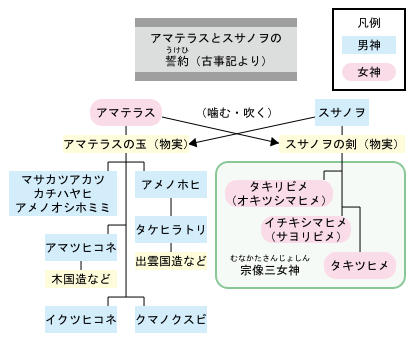 アマテラスとスサノヲの
うけひ
誓約（古事記より）
凡例
男神
女神
アマテラス
（噛む・吹く）
スサノヲ
アマテラスの玉（物実）
スサノヲの剣（物実）
マサカツアカツ
カチハヤヒ
アメノオシホミミ
アメノホヒ
タケヒラトリ
出雲国造など
アマツヒコネ
木国造など
イクツヒコネ
クマノクスビ
タキリビメ
（オキツシマヒメ）
イチキシマヒメ
（サヨリビメ）
タキツヒメ
むなかたさんじょしん
宗像三女神